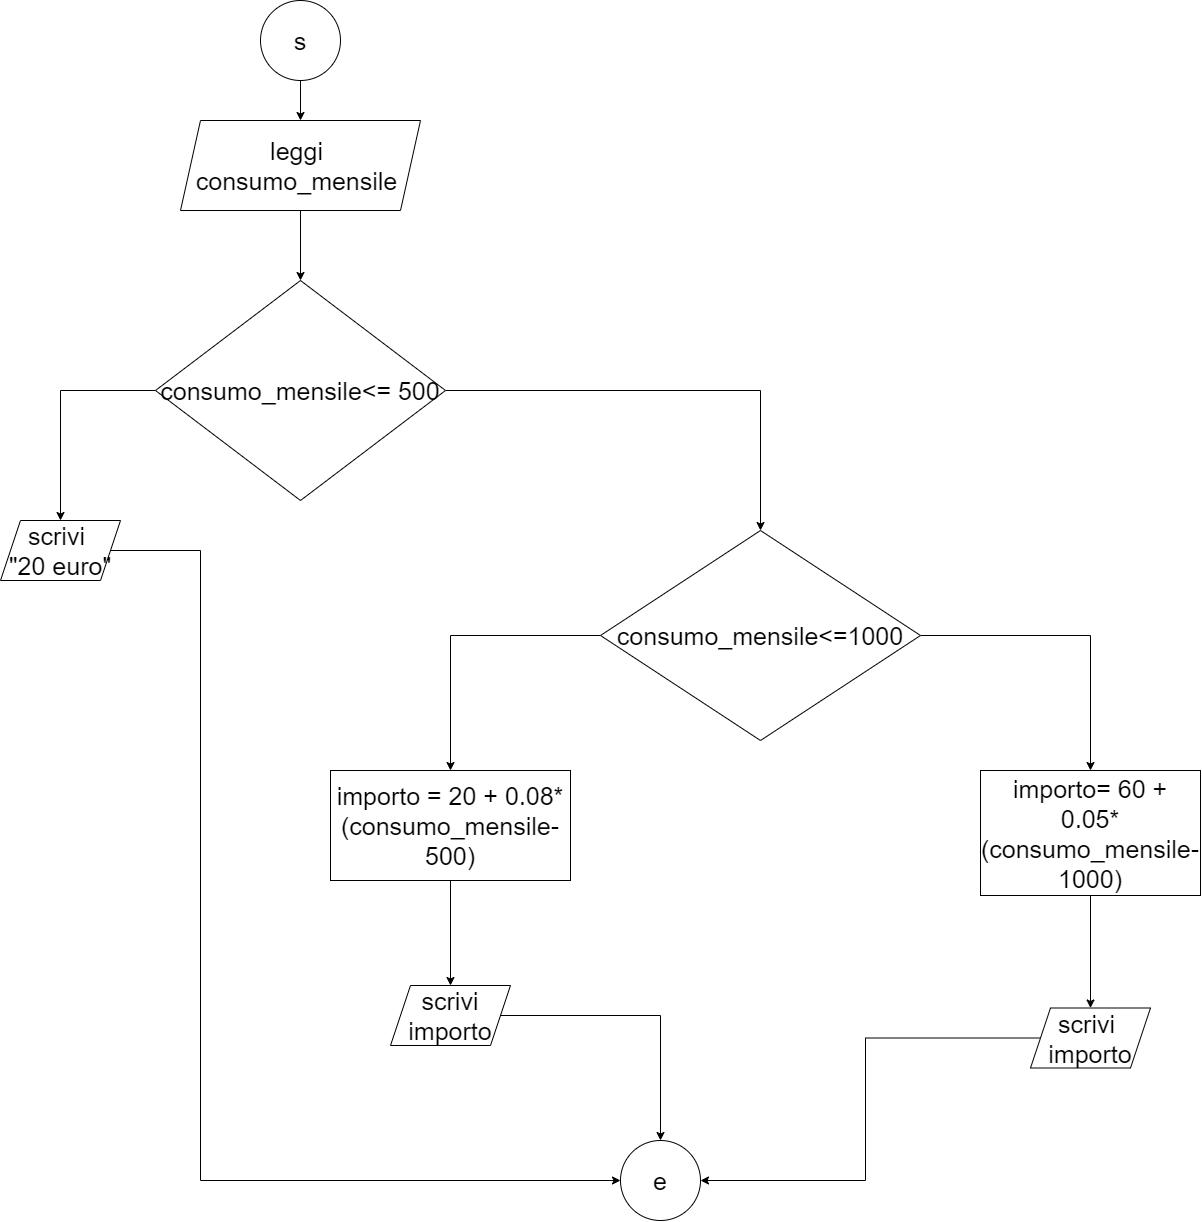 s
leggi
consumo_mensile
consumo_mensile<= 500
scrivi
"20 euro"
consumo_mensile<=1000
importo = 20 + 0.08*
(consumo_mensile-
500)
importo= 60 +
0.05*
(consumo_mensile-
1000)
scrivi
importo
scrivi
importo
e